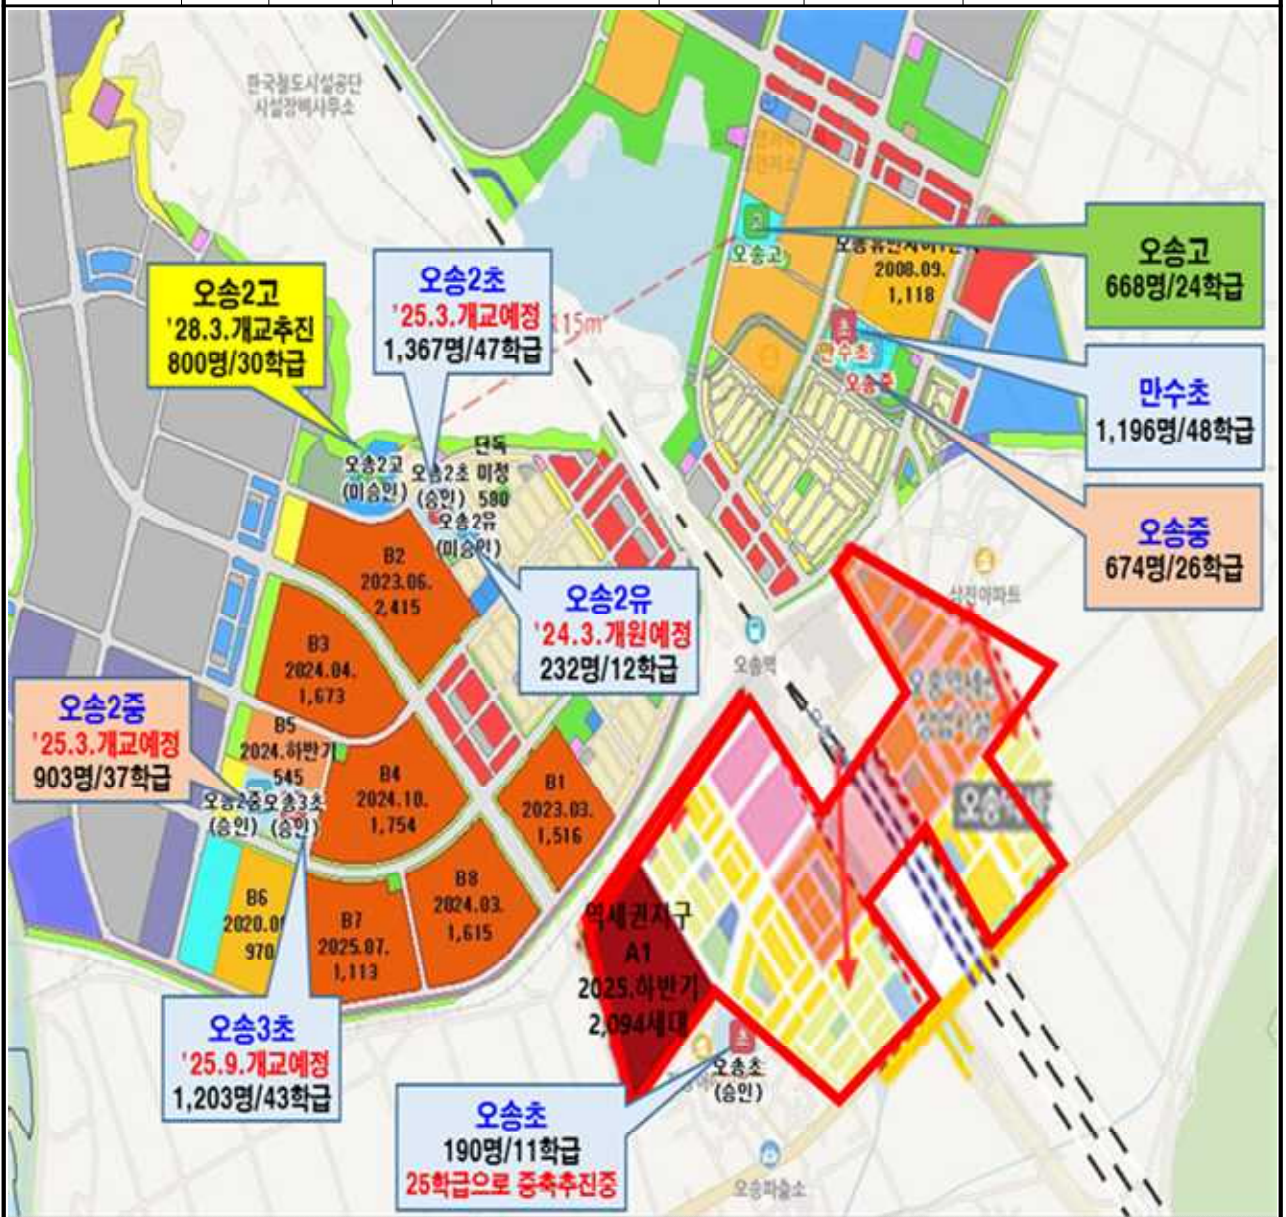 한국철도시설공단
시설장비사무소
오송고
2008.09.
1,118
오송고
668명/24학급
오송2초
'25.3.개교예정
1,367명/47학급
오송2고
'28.3.개교추진
800명/30학급
15㎡
만수초
오송중
만수초
1,196명/48학급
오송중
674명/26학급
단독
미정
580
오송2고
(미승인)
오송2초
(승인)
오송2유
(미승인)
B2
2023.06.
2,415
오송2유
'24.3.개원예정
232명/12학급
삼진아파트
오송역
B3
2024.04.
1,673
오송2중
'25.3.개교예정
903명/37학급
B5
2024.하반기
545
B4
2024.10.
1,754
B1
2023.03.
1,516
오송2중
(승인)
오송3초
(승인)
B6
970
B7
2025.07.
1,113
B8
2024.03.
1,615
역세권지구
A1
2025.하반기
2,094세대
오송3초
'25.9.개교예정
1,203명/43학급
오송초
(승인)
오송초
190명/11학급
25학급으로 증축추진중
오송파출소